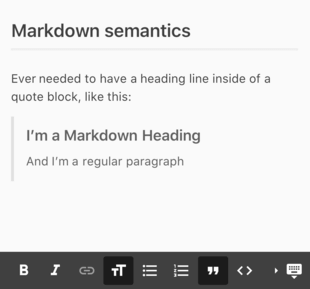 Markdown semantics
Ever needed to have a heading line inside of a
quote block, like this:
I’m a Markdown Heading
And I’m a regular paragraph
B I TT